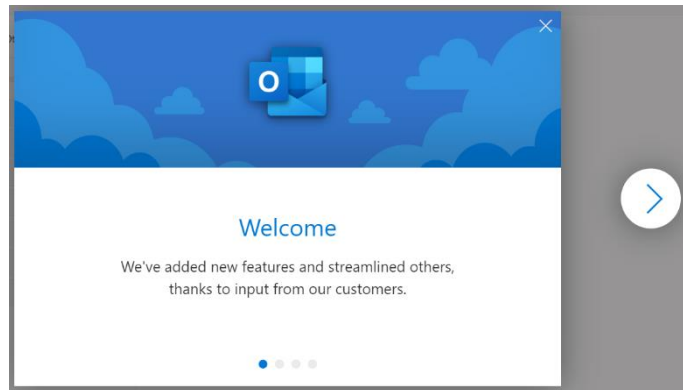 O
Welcome
We've added new features and streamlined others,
thanks to input from our customers.